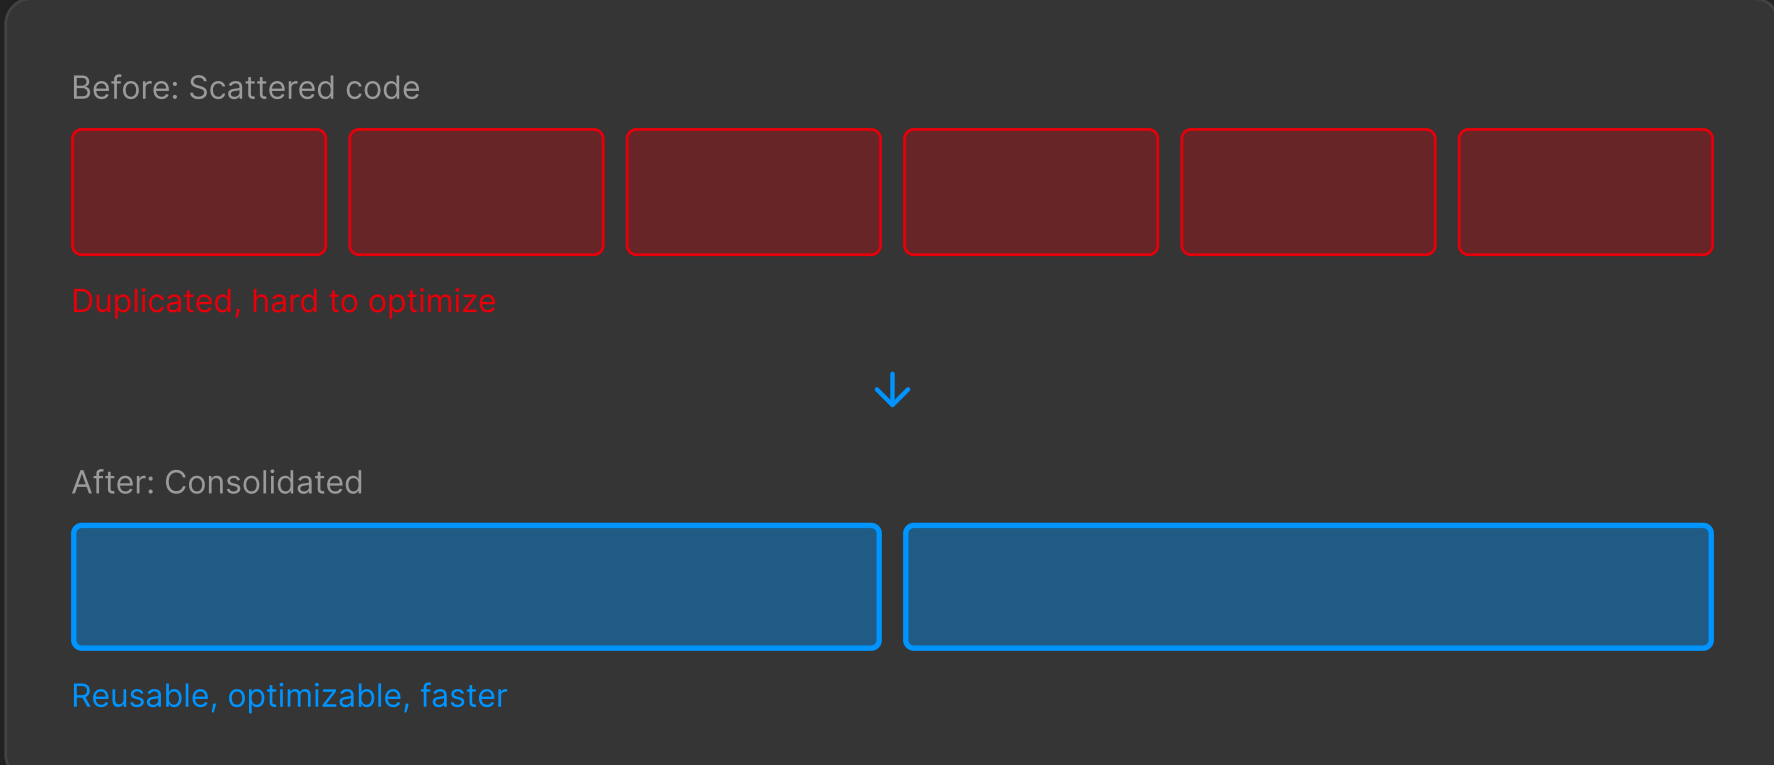 Before: Scattered code
Duplicated, hard to optimize
After: Consolidated
Reusable, optimizable, faster